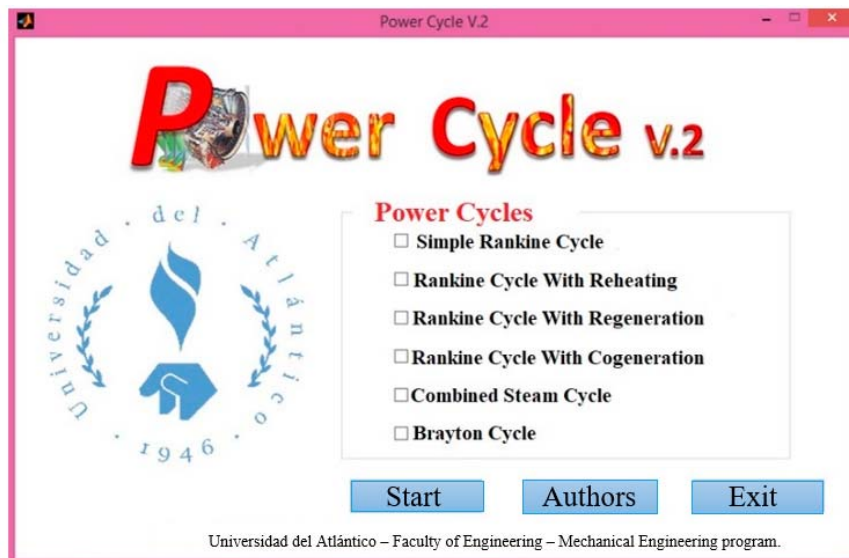 Power Cycle V.2
Power Cycle V.2
Universidad del Atlántico
1946
Power Cycles
Simple Rankine Cycle
Rankine Cycle With Reheating
Rankine Cycle With Regeneration
Rankine Cycle With Cogeneration
Combined Steam Cycle
Brayton Cycle
Start Authors Exit
Universidad del Atlántico – Faculty of Engineering – Mechanical Engineering program.